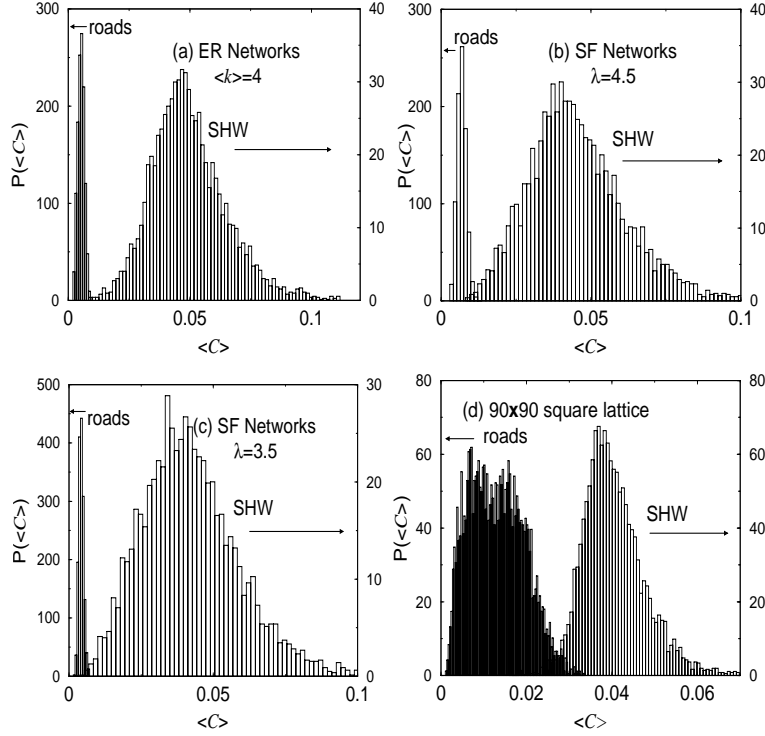 300
200
100
0
P(<C>)
roads
(a) ER Networks
<k>=4
SHW
40
30
20
10
0
0
0.05
0.1
<C>
300
200
100
0
P(<C>)
roads
(b) SF Networks
λ=4.5
SHW
40
30
20
10
0
0
0.05
0.1
<C>
500
400
300
200
100
0
P(<C>)
roads
(c) SF Networks
λ=3.5
SHW
30
20
10
0
0
0.05
0.1
<C>
80
60
40
20
0
P(<C>)
(d) 90x90 square lattice
roads
SHW
80
60
40
20
0
0
0.02
0.04
0.06
<C>